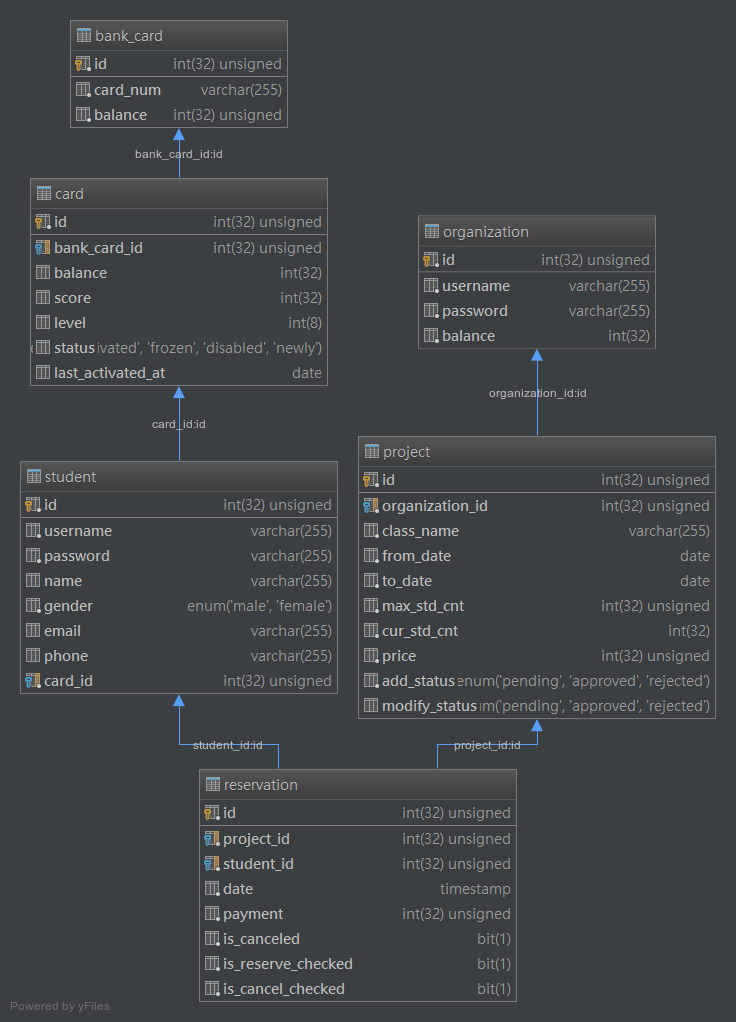 bank_card
id int(32) unsigned
card_num varchar(255)
balance int(32) unsigned
bank_card_id:id
card
id int(32) unsigned
bank_card_id int(32) unsigned
balance int(32)
score int(32)
level int(8)
status ivated', 'frozen', 'disabled', 'newly')
last_activated_at date
card_id:id
student
id int(32) unsigned
username varchar(255)
password varchar(255)
name varchar(255)
gender enum('male', 'female')
email varchar(255)
phone varchar(255)
card_id int(32) unsigned
organization
id int(32) unsigned
username varchar(255)
password varchar(255)
balance int(32)
organization_id:id
project
id int(32) unsigned
organization_id int(32) unsigned
class_name varchar(255)
from_date date
to_date date
max_std_cnt int(32) unsigned
cur_std_cnt int(32)
price int(32) unsigned
add_status enum('pending', 'approved', 'rejected')
modify_status um('pending', 'approved', 'rejected')
student_id:id
project_id:id
reservation
id int(32) unsigned
project_id int(32) unsigned
student_id int(32) unsigned
date timestamp
payment int(32) unsigned
is_canceled bit(1)
is_reserve_checked bit(1)
is_cancel_checked bit(1)
Powered by yFiles